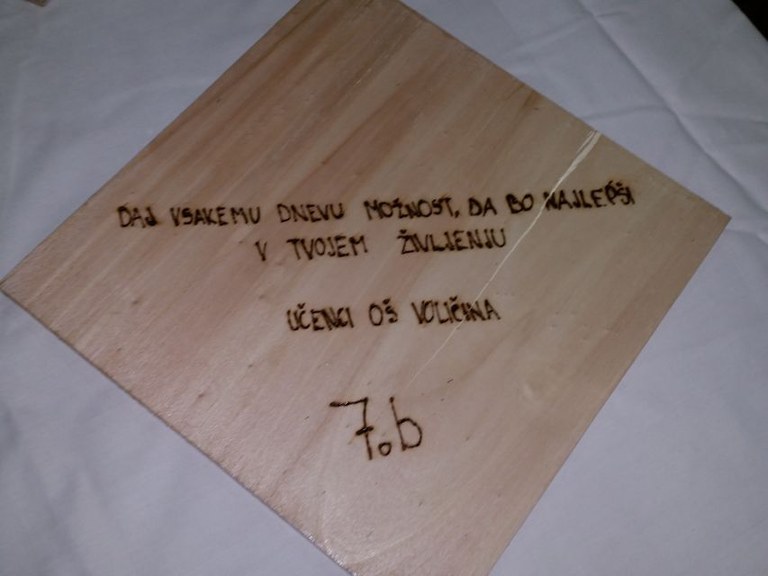 DAJ VSAKEMU DNEVU MOŽNOST, DA BO NAJLEPŠI
V TVOJEM ŽIVLJENJU
UČENCI OŠ VOLIČINA
7.b